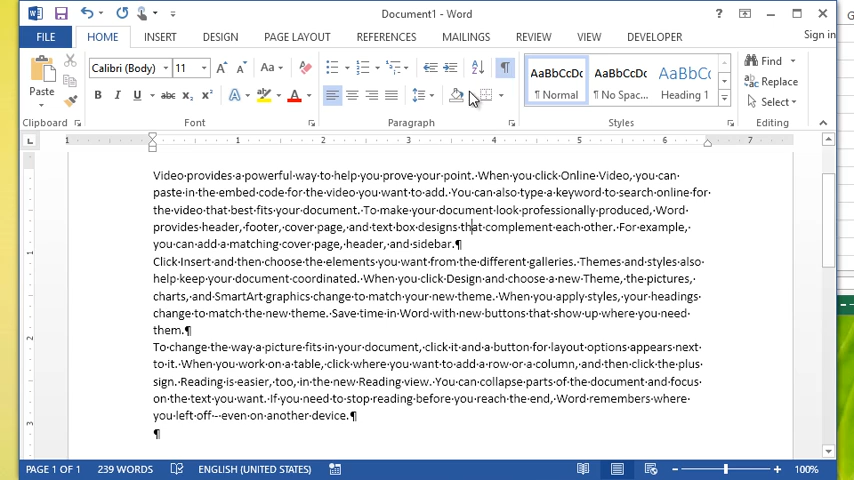 Document1 - Word
FILE HOME INSERT DESIGN PAGE LAYOUT REFERENCES MAILINGS REVIEW VIEW DEVELOPER Sign in
Paste
Calibri (Body) 11
AaBbCcDc AaBbCcDc AaBbCc
¶ Normal ¶ No Spac... Heading 1
Find
Replace
Select
Clipboard Font Paragraph Styles Editing
1 1 2 3 4 5 6 7
Video·provides·a·powerful·way·to·help·you·prove·your·point.·When·you·click·Online·Video,·you·can·
paste·in·the·embed·code·for·the·video·you·want·to·add.·You·can·also·type·a·keyword·to·search·online·for·
the·video·that·best·fits·your·document.·To·make·your·document·look·professionally·produced,·Word·
provides·header,·footer,·cover·page,·and·text·box·designs·that·complement·each·other.·For·example,·
you·can·add·a·matching·cover·page,·header,·and·sidebar.¶
Click·Insert·and·then·choose·the·elements·you·want·from·the·different·galleries.·Themes·and·styles·also·
help·keep·your·document·coordinated.·When·you·click·Design·and·choose·a·new·Theme,·the·pictures,·
charts,·and·SmartArt·graphics·change·to·match·your·new·theme.·When·you·apply·styles,·your·headings·
change·to·match·the·new·theme.·Save·time·in·Word·with·new·buttons·that·show·up·where·you·need·
them.¶
To·change·the·way·a·picture·fits·in·your·document,·click·it·and·a·button·for·layout·options·appears·next·
to·it.·When·you·work·on·a·table,·click·where·you·want·to·add·a·row·or·a·column,·and·then·click·the·plus·
sign.·Reading·is·easier,·too,·in·the·new·Reading·view.·You·can·collapse·parts·of·the·document·and·focus·
on·the·text·you·want.·If·you·need·to·stop·reading·before·you·reach·the·end,·Word·remembers·where·
you·left·off·-·even·on·another·device.¶
¶
PAGE 1 OF 1 239 WORDS ENGLISH (UNITED STATES) 100%